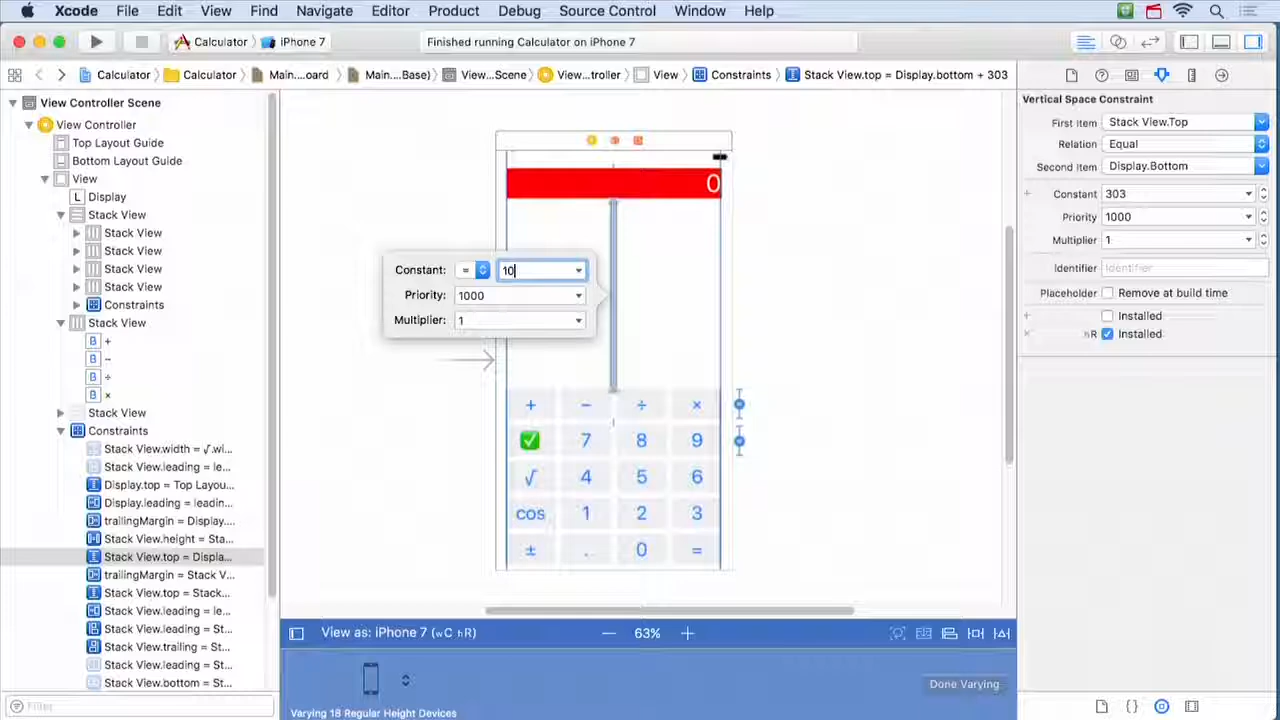 Xcode File Edit View Find Navigate Editor Product Debug Source Control Window Help
Calculator iPhone 7 Finished running Calculator on iPhone 7
Calculator Calculator Main....oard Main....Base) View...Scene View...troller View Constraints Stack View.top = Display.bottom + 303
View Controller Scene
View Controller
Top Layout Guide
Bottom Layout Guide
View
L Display
Stack View
Stack View
Stack View
Stack View
Stack View
Constraints
Stack View
B +
B −
B ÷
B ×
Stack View
Constraints
Stack View.width = √.wi...
Stack View.leading = le...
Display.top = Top Layou...
Display.leading = leadin...
trailingMargin = Display....
Stack View.height = Sta...
Stack View.top = Displa...
trailingMargin = Stack V...
Stack View.top = Stack...
Stack View.leading = le...
Stack View.leading = St...
Stack View.trailing = St...
Stack View.leading = St...
Stack View.bottom = St...
Filter
0
Constant: = 10
Priority: 1000
Multiplier: 1
+ − ÷ ×
✅ 7 8 9
√ 4 5 6
cos 1 2 3
± . 0 =
View as: iPhone 7 (wC hR) — 63% +
Done Varying
Varying 18 Regular Height Devices
Vertical Space Constraint
First Item Stack View.Top
Relation Equal
Second Item Display.Bottom
+ Constant 303
Priority 1000
Multiplier 1
Identifier Identifier
Placeholder Remove at build time
+ Installed
× hR Installed
{ }